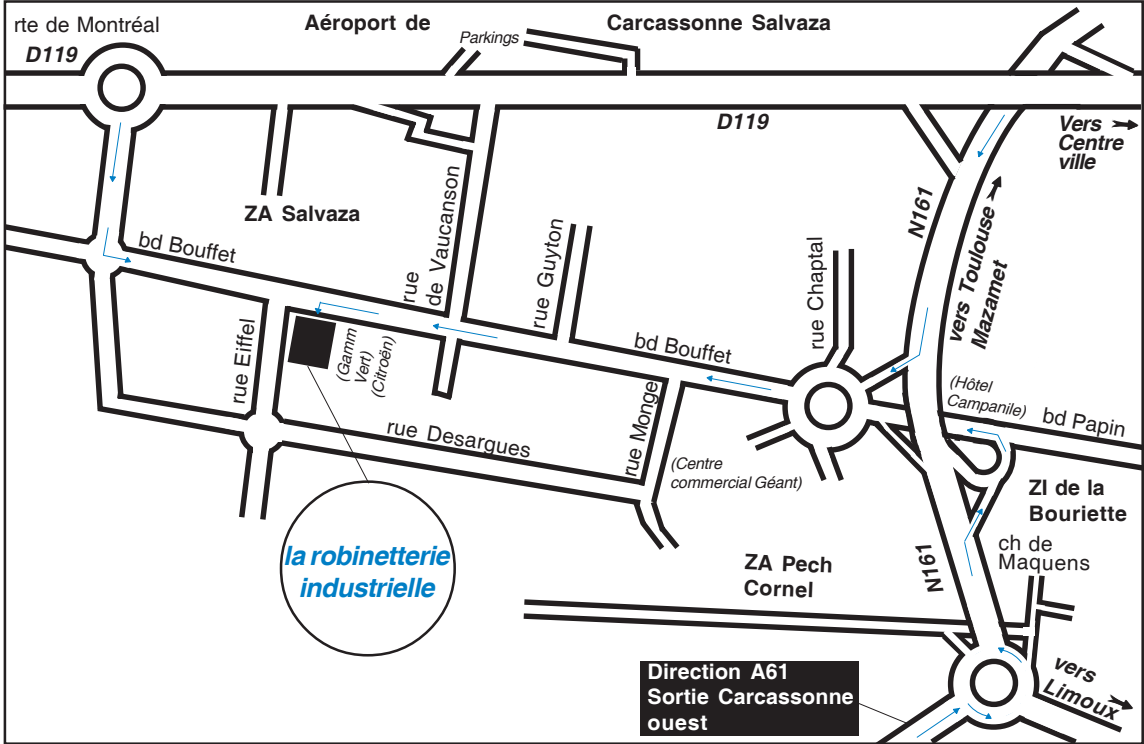 rte de Montréal
D119
Aéroport de Carcassonne Salvaza
Parkings
D119
Vers
Centre
ville
ZA Salvaza
bd Bouffet
rue
de Vaucanson
rue Guyton
rue Chaptal
N161
vers Toulouse
Mazamet
rue Eiffel
(Gamm
Vert)
(Citroën)
bd Bouffet
(Hôtel
Campanile)
bd Papin
rue Desargues
rue Monge
(Centre
commercial Géant)
ZI de la
Bouriette
la robinetterie
industrielle
ZA Pech
Cornel
N161
ch de
Maquens
Direction A61
Sortie Carcassonne
ouest
vers
Limoux